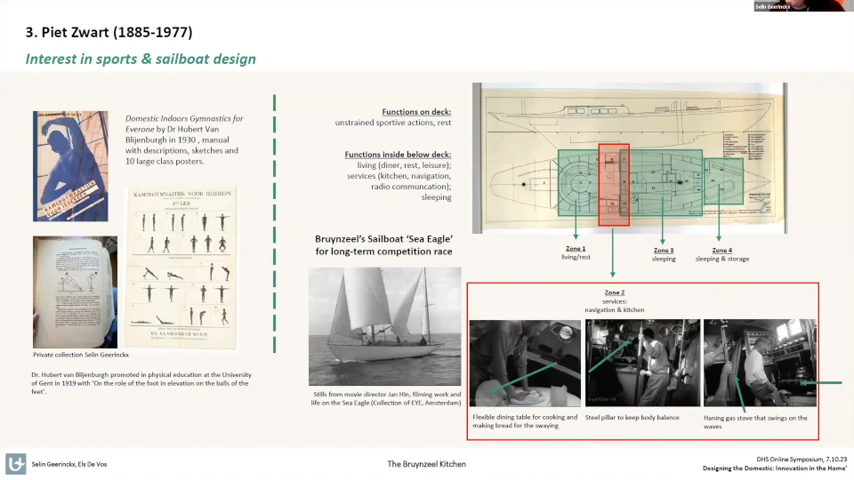 Selin Geerinckx
3. Piet Zwart (1885-1977)
Interest in sports & sailboat design
Domestic Indoors Gymnastics for
Everone by Dr Hubert Van
Blijenburgh in 1930 , manual
with descriptions, sketches and
10 large class posters.
KAMERGYMNASTIEK VOOR IEDEREEN
Private collection Selin Geerinckx
Dr. Hubert van Blijenburgh promoted in physical education at the University
of Gent in 1919 with 'On the role of the foot in elevation on the balls of the
feet'.
Functions on deck:
unstrained sportive actions, rest
Functions inside below deck:
living (diner, rest, leisure);
services (kitchen, navigation,
radio communcation);
sleeping
Bruynzeel's Sailboat 'Sea Eagle'
for long-term competition race
Stills from movie director Jan Hin, filming work and
life on the Sea Eagle (Collection of EYE, Amsterdam)
Zone 1
living/rest
Zone 3
sleeping
Zone 4
sleeping & storage
Zone 2
services:
navigation & kitchen
Flexible dining table for cooking and
making bread for the swaying
Steel pillar to keep body balance
Haning gas stove that swings on the
waves
Selin Geerinckx, Els De Vos
The Bruynzeel Kitchen
DHS Online Symposium, 7.10.23
Designing the Domestic: Innovation in the Home'